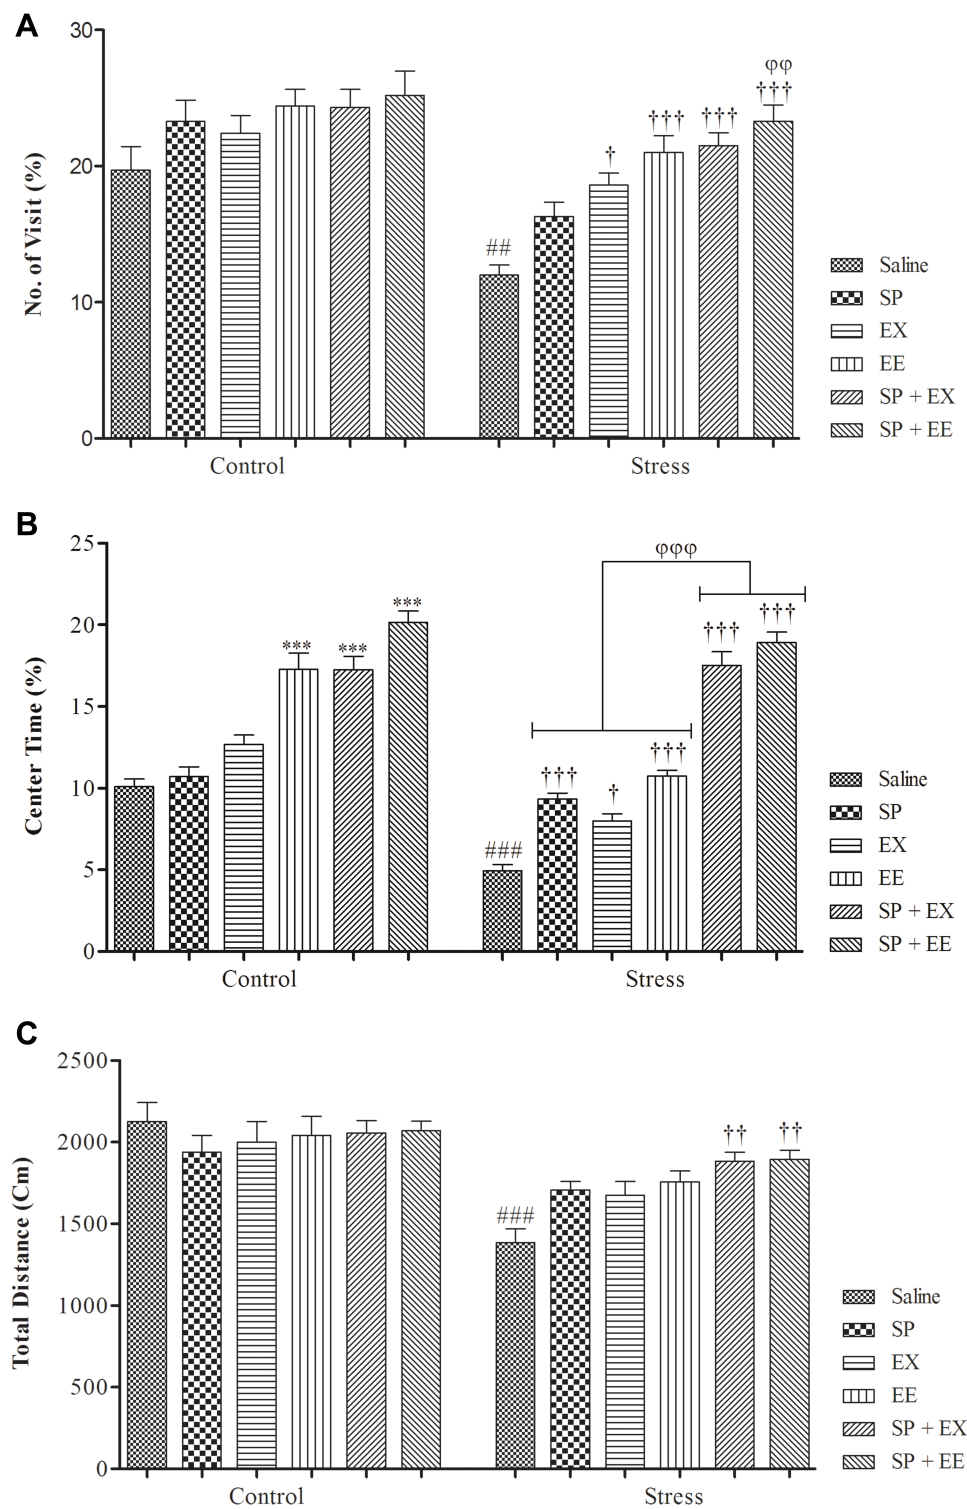 A
30
20
10
0
No. of Visit (%)
##
†
†††
†††
φφ
†††
Control
Stress
Saline
SP
EX
EE
SP + EX
SP + EE
B
25
20
15
10
5
0
Center Time (%)
***
***
***
###
†††
†
†††
φφφ
†††
†††
Control
Stress
Saline
SP
EX
EE
SP + EX
SP + EE
C
2500
2000
1500
1000
500
0
Total Distance (Cm)
###
††
††
Control
Stress
Saline
SP
EX
EE
SP + EX
SP + EE